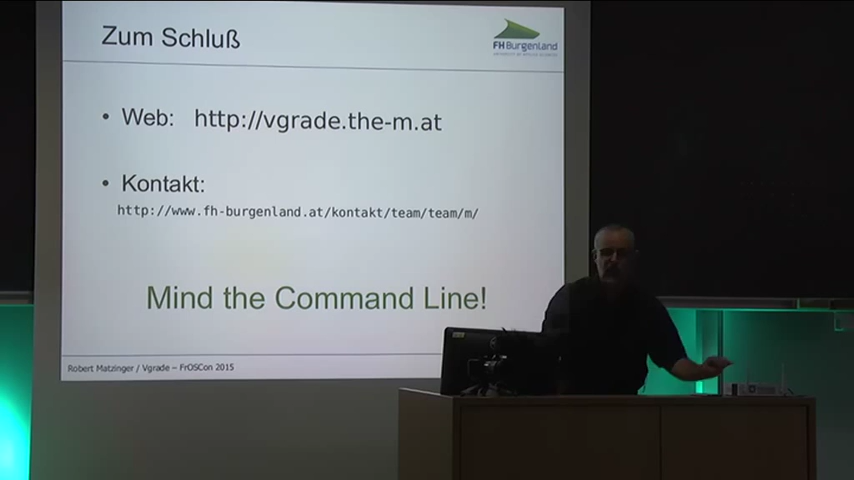 Zum Schluß
FH Burgenland
• Web: http://vgrade.the-m.at
• Kontakt:
http://www.fh-burgenland.at/kontakt/team/team/m/
Mind the Command Line!
Robert Matzinger / Vgrade – FrOSCon 2015